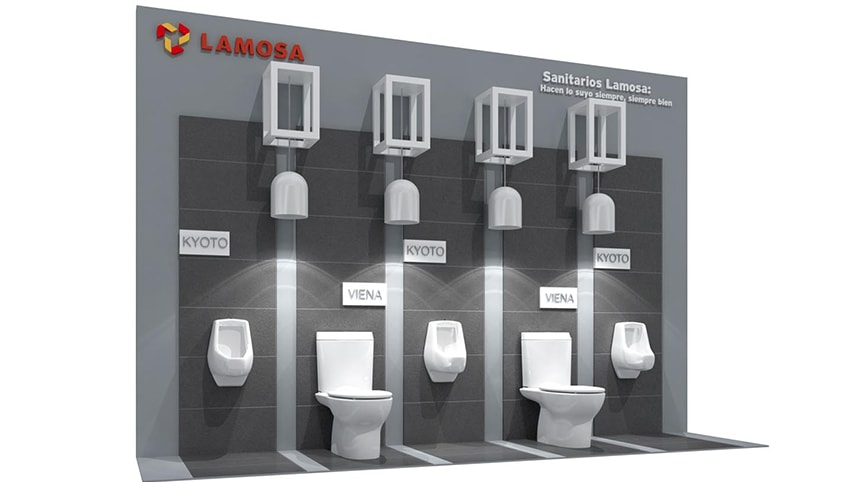 LAMOSA
Sanitarios Lamosa:
Hacen lo suyo siempre, siempre bien
KYOTO
KYOTO
KYOTO
VIENA
VIENA